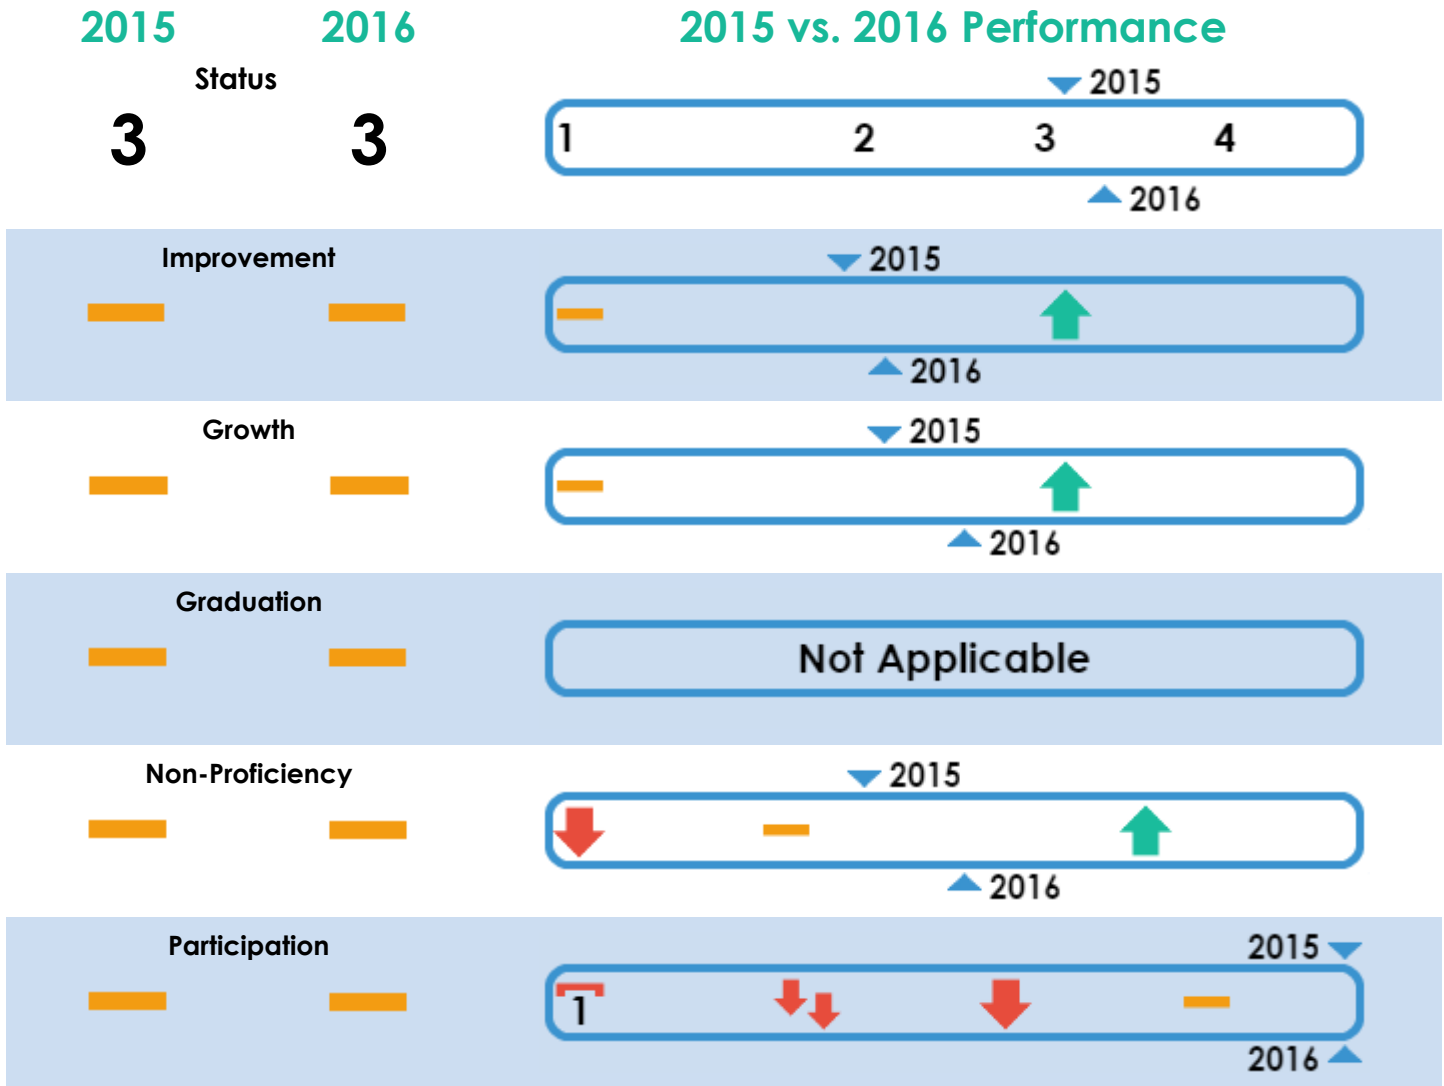 2015 2016 2015 vs. 2016 Performance
Status
2015
3 3
1 2 3 4
2016
Improvement
2015
2016
Growth
2015
2016
Graduation
Not Applicable
Non-Proficiency
2015
2016
Participation
2015
1
2016